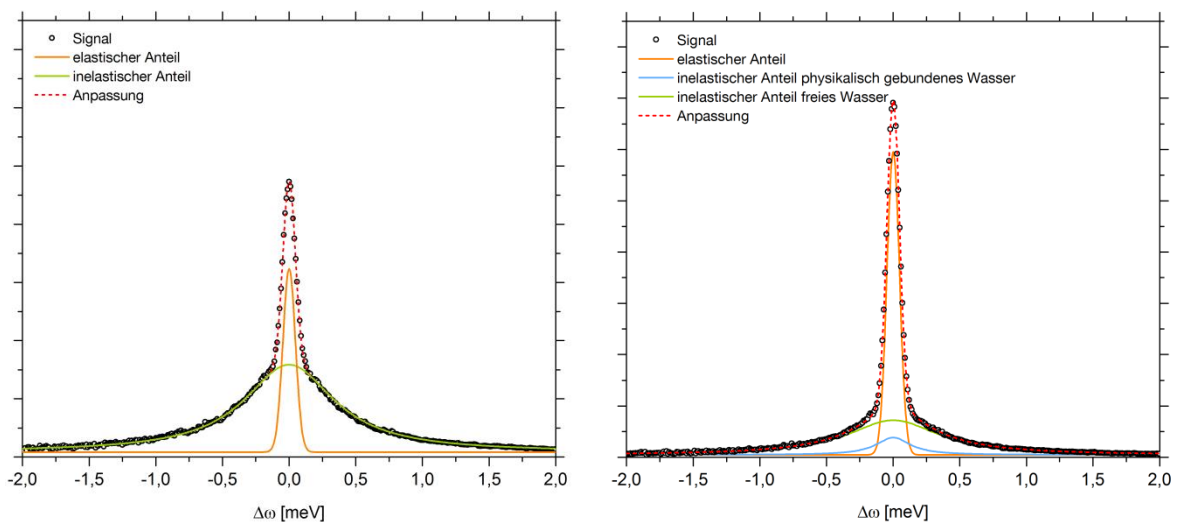 Signal
elastischer Anteil
inelastischer Anteil
Anpassung
-2,0 -1,5 -1,0 -0,5 0,0 0,5 1,0 1,5 2,0
Δω [meV]
Signal
elastischer Anteil
inelastischer Anteil physikalisch gebundenes Wasser
inelastischer Anteil freies Wasser
Anpassung
-2,0 -1,5 -1,0 -0,5 0,0 0,5 1,0 1,5 2,0
Δω [meV]